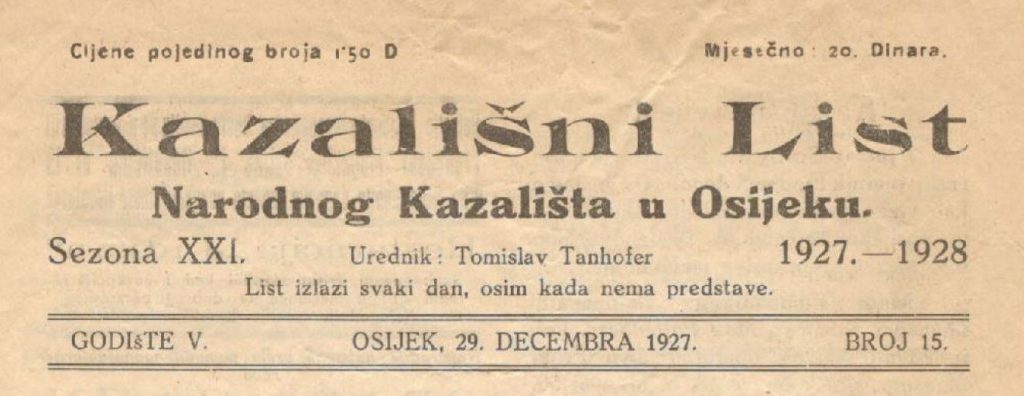 Cijene pojedinog broja 1·50 D Mjesečno: 20. Dinara.
Kazališni List
Narodnog Kazališta u Osijeku.
Sezona XXI. Urednik: Tomislav Tanhofer 1927.—1928
List izlazi svaki dan, osim kada nema predstave.
GODIšTE V. OSIJEK, 29. DECEMBRA 1927. BROJ 15.